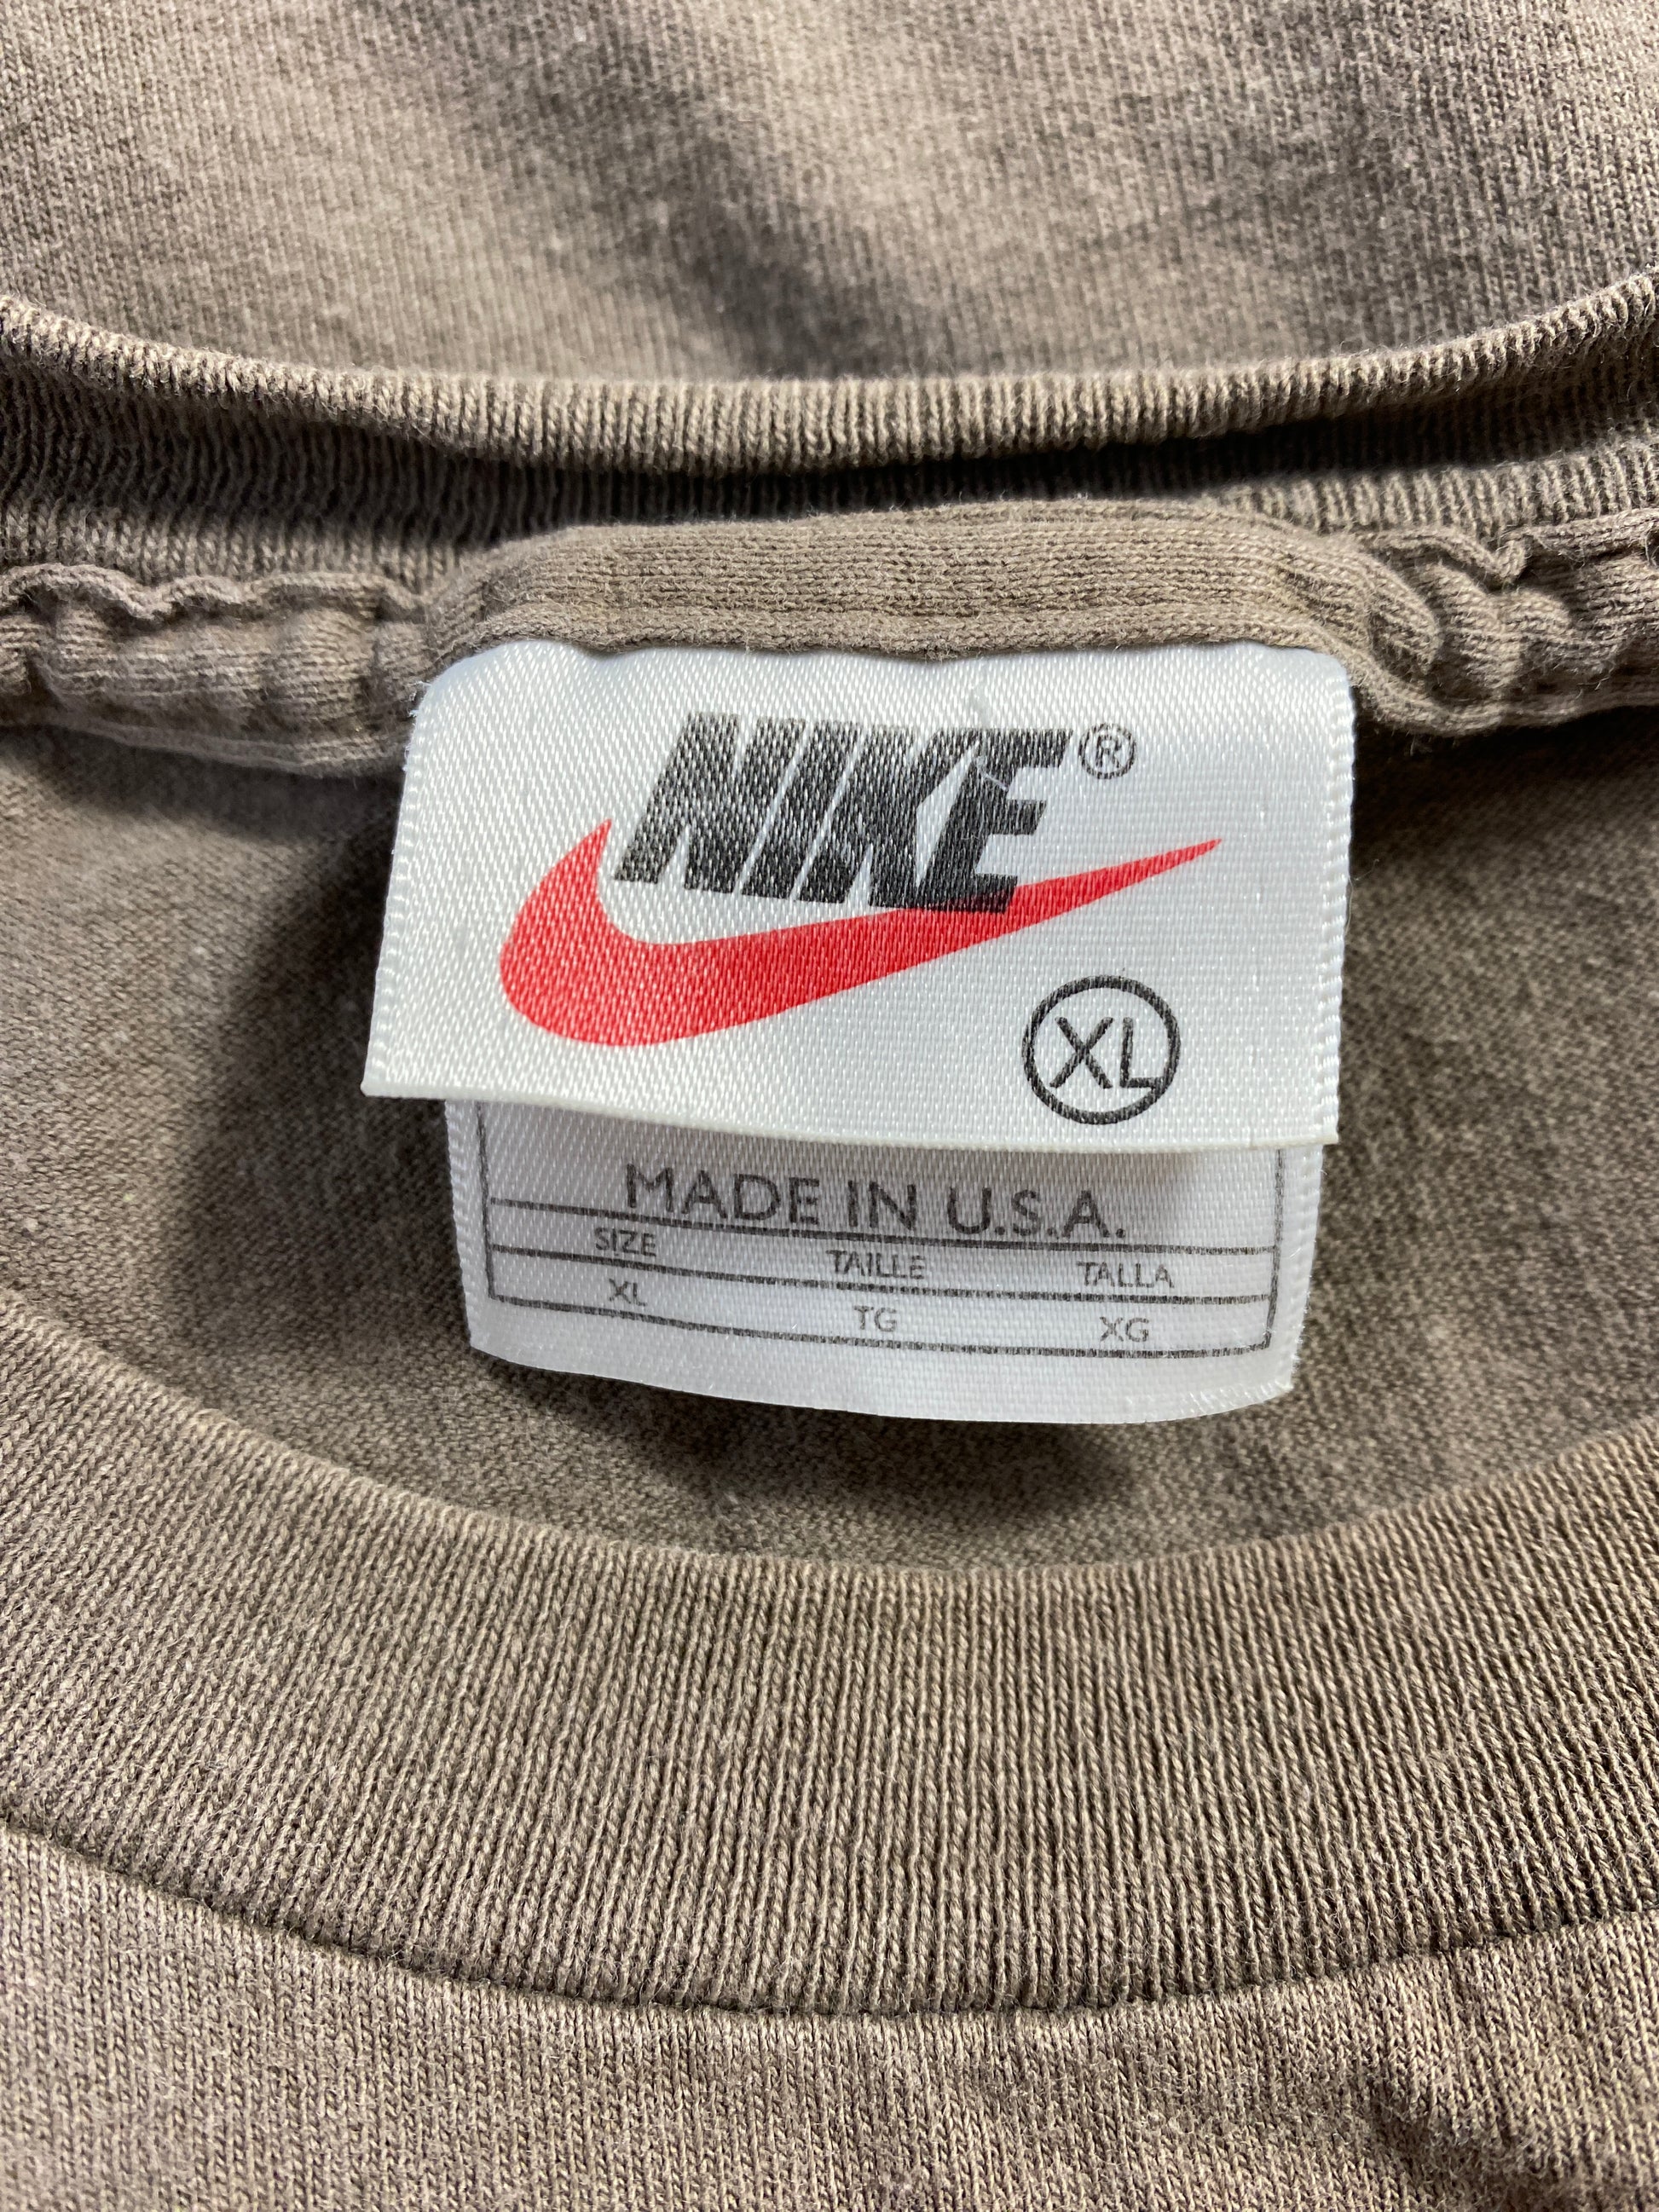 NIKE®
XL
MADE IN U.S.A.
SIZE TAILLE TALLA
XL TG XG